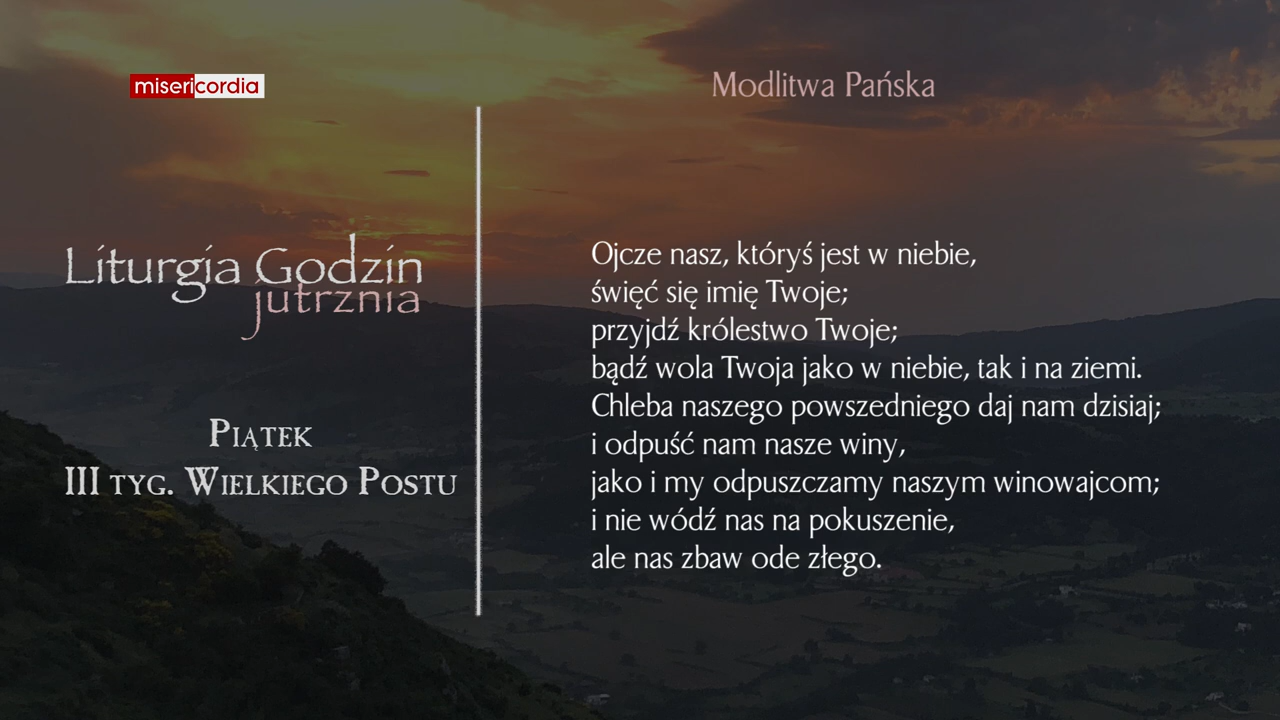 misericordia
Liturgia Godzin
jutrznia
Piątek
III tyg. Wielkiego Postu
Modlitwa Pańska
Ojcze nasz, któryś jest w niebie,
święć się imię Twoje;
przyjdź królestwo Twoje;
bądź wola Twoja jako w niebie, tak i na ziemi.
Chleba naszego powszedniego daj nam dzisiaj;
i odpuść nam nasze winy,
jako i my odpuszczamy naszym winowajcom;
i nie wódź nas na pokuszenie,
ale nas zbaw ode złego.